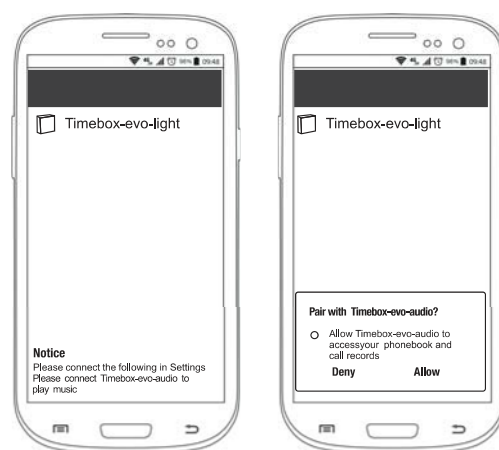 98% 09:48
Timebox-evo-light
Notice
Please connect the following in Settings
Please connect Timebox-evo-audio to
play music
98% 09:48
Timebox-evo-light
Pair with Timebox-evo-audio?
Allow Timebox-evo-audio to
accessyour phonebook and
call records
Deny Allow